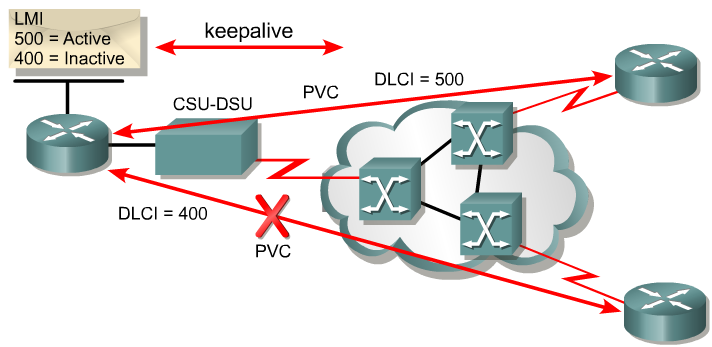 LMI
500 = Active
400 = Inactive
keepalive
CSU-DSU
PVC
DLCI = 500
DLCI = 400
PVC